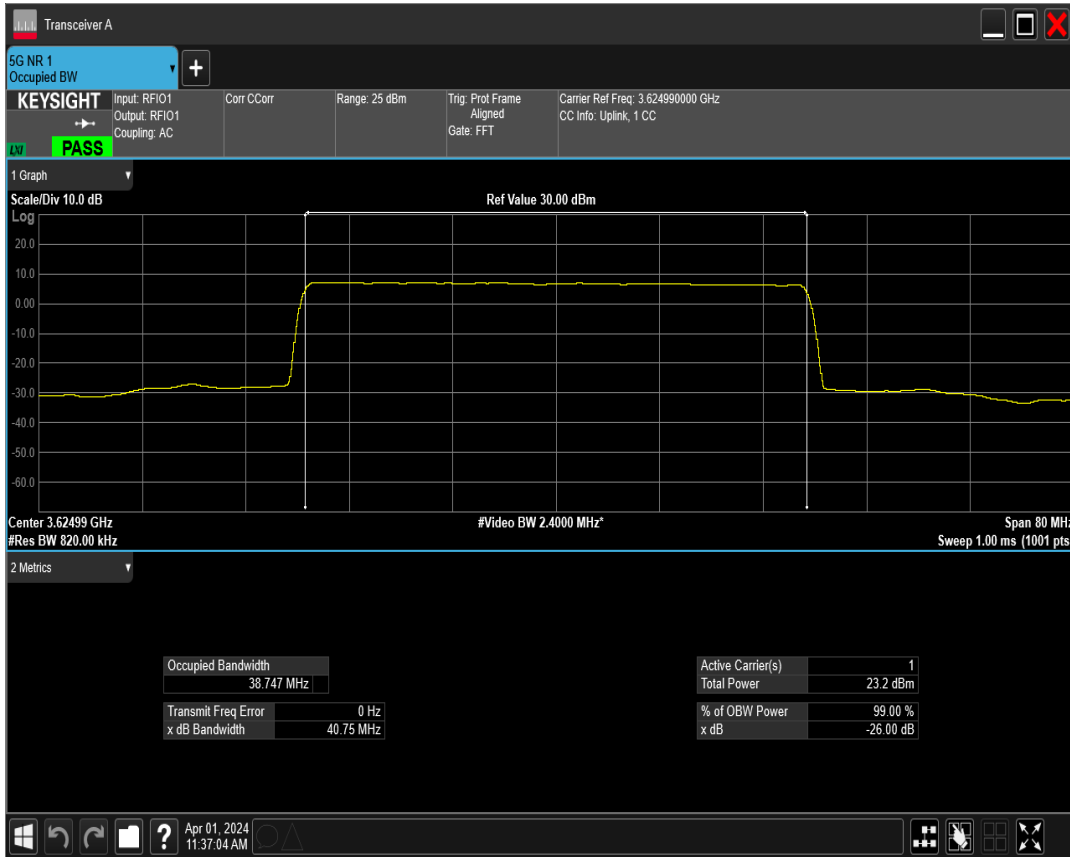 Transceiver A
5G NR 1
Occupied BW
KEYSIGHT
Input: RFIO1
Output: RFIO1
Coupling: AC
Corr CCorr
Range: 25 dBm
Trig: Prot Frame
Aligned
Gate: FFT
Carrier Ref Freq: 3.624990000 GHz
CC Info: Uplink, 1 CC
LXI
PASS
1 Graph
Scale/Div 10.0 dB
Ref Value 30.00 dBm
Log
20.0
10.0
0.00
-10.0
-20.0
-30.0
-40.0
-50.0
-60.0
Center 3.62499 GHz
#Video BW 2.4000 MHz*
Span 80 MHz
#Res BW 820.00 kHz
Sweep 1.00 ms (1001 pts
2 Metrics
Occupied Bandwidth
38.747 MHz
Transmit Freq Error 0 Hz
x dB Bandwidth 40.75 MHz
Active Carrier(s) 1
Total Power 23.2 dBm
% of OBW Power 99.00 %
x dB -26.00 dB
?
Apr 01, 2024
11:37:04 AM